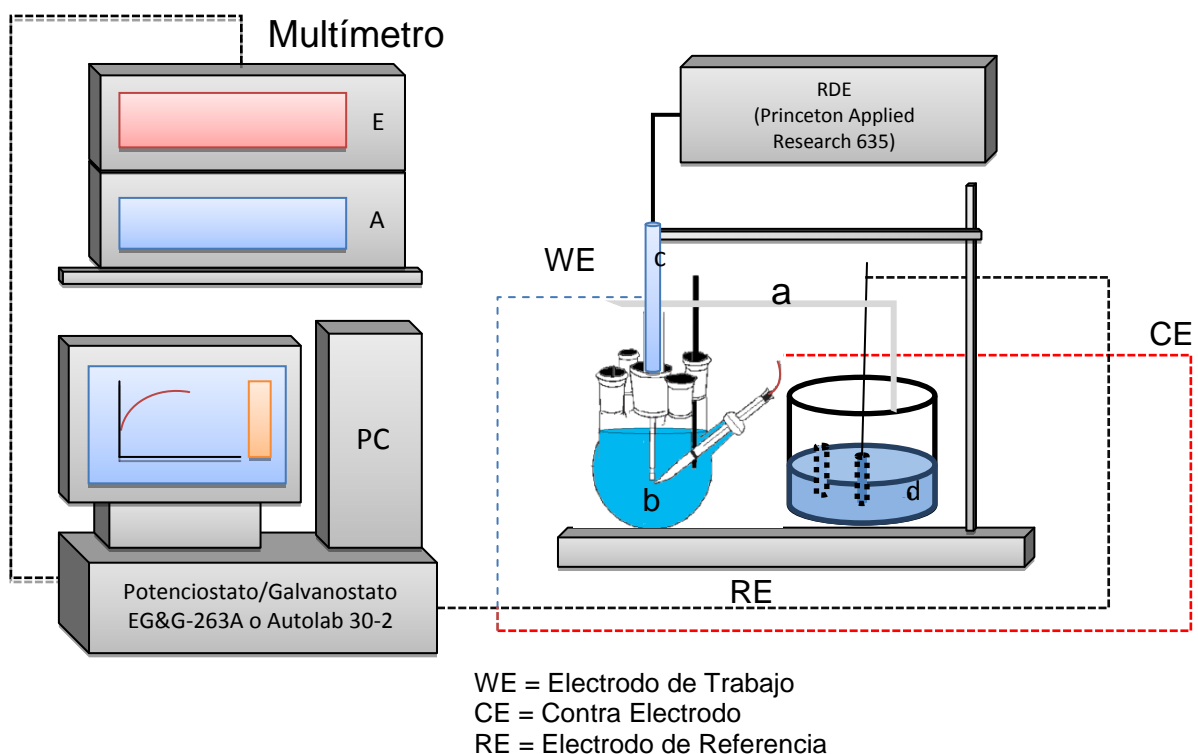 Multímetro
E
A
RDE
(Princeton Applied
Research 635)
WE
c
a
CE
PC
b
d
RE
Potenciostato/Galvanostato
EG&G-263A o Autolab 30-2
WE = Electrodo de Trabajo
CE = Contra Electrodo
RE = Electrodo de Referencia